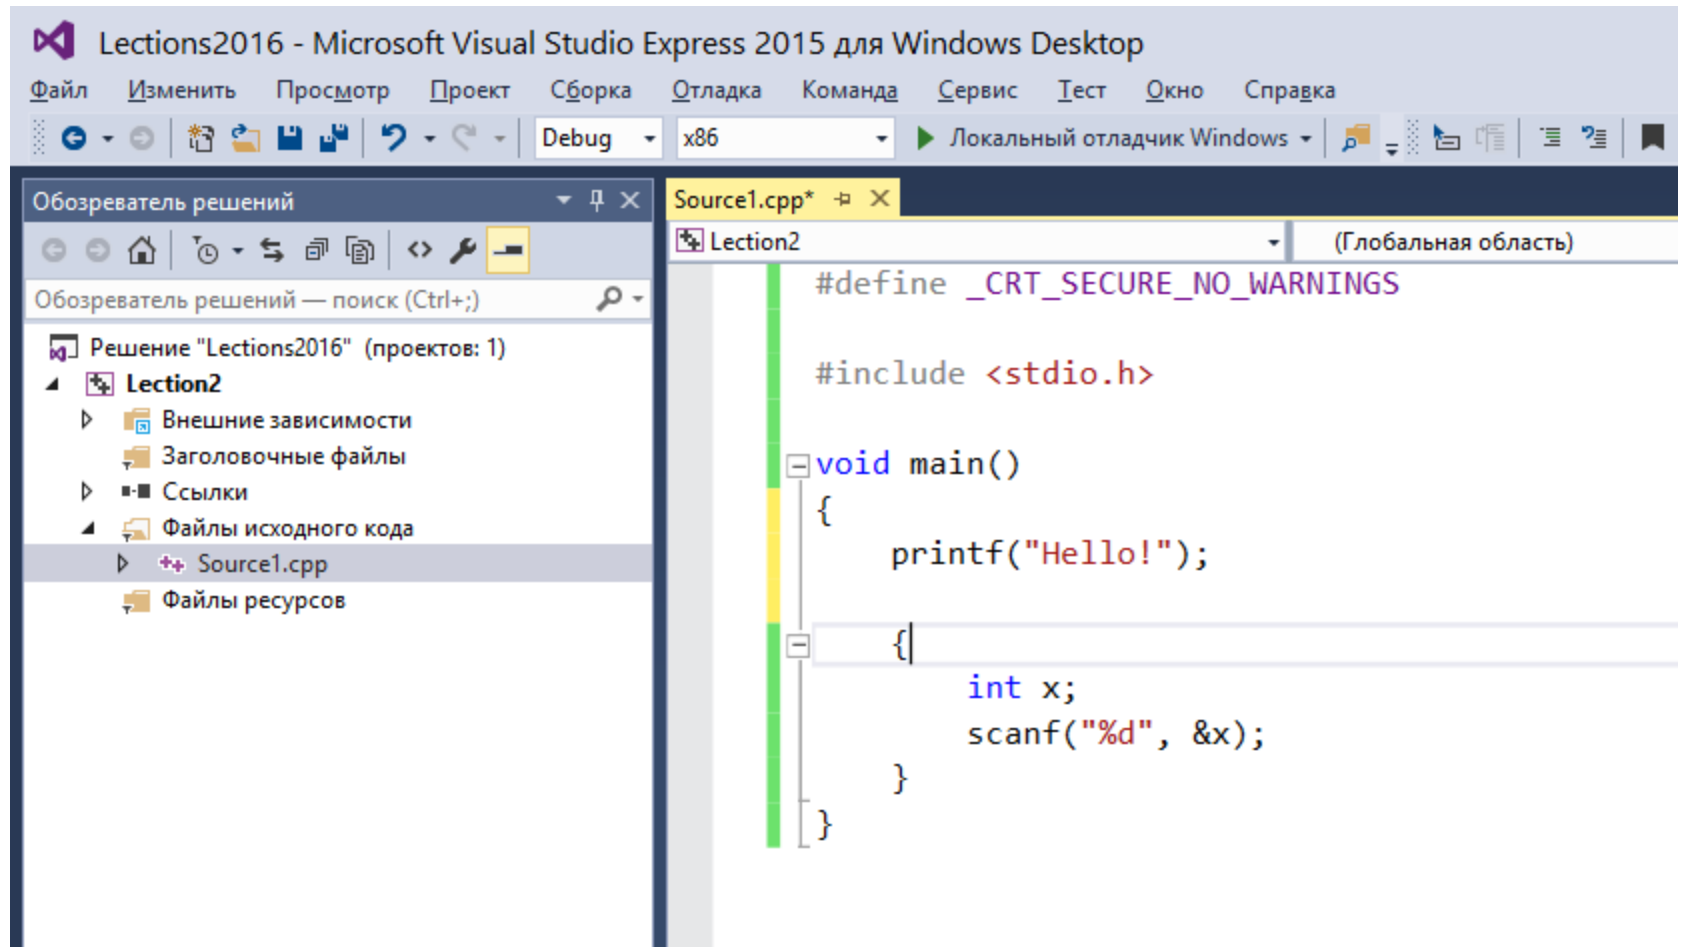 Lections2016 - Microsoft Visual Studio Express 2015 для Windows Desktop
Файл Изменить Просмотр Проект Сборка Отладка Команда Сервис Тест Окно Справка
Debug x86 Локальный отладчик Windows
Обозреватель решений
Обозреватель решений — поиск (Ctrl+;)
Решение "Lections2016" (проектов: 1)
Lection2
Внешние зависимости
Заголовочные файлы
Ссылки
Файлы исходного кода
Source1.cpp
Файлы ресурсов
Source1.cpp*
Lection2 (Глобальная область)
#define _CRT_SECURE_NO_WARNINGS
#include <stdio.h>
void main()
{
printf("Hello!");
{
int x;
scanf("%d", &x);
}
}